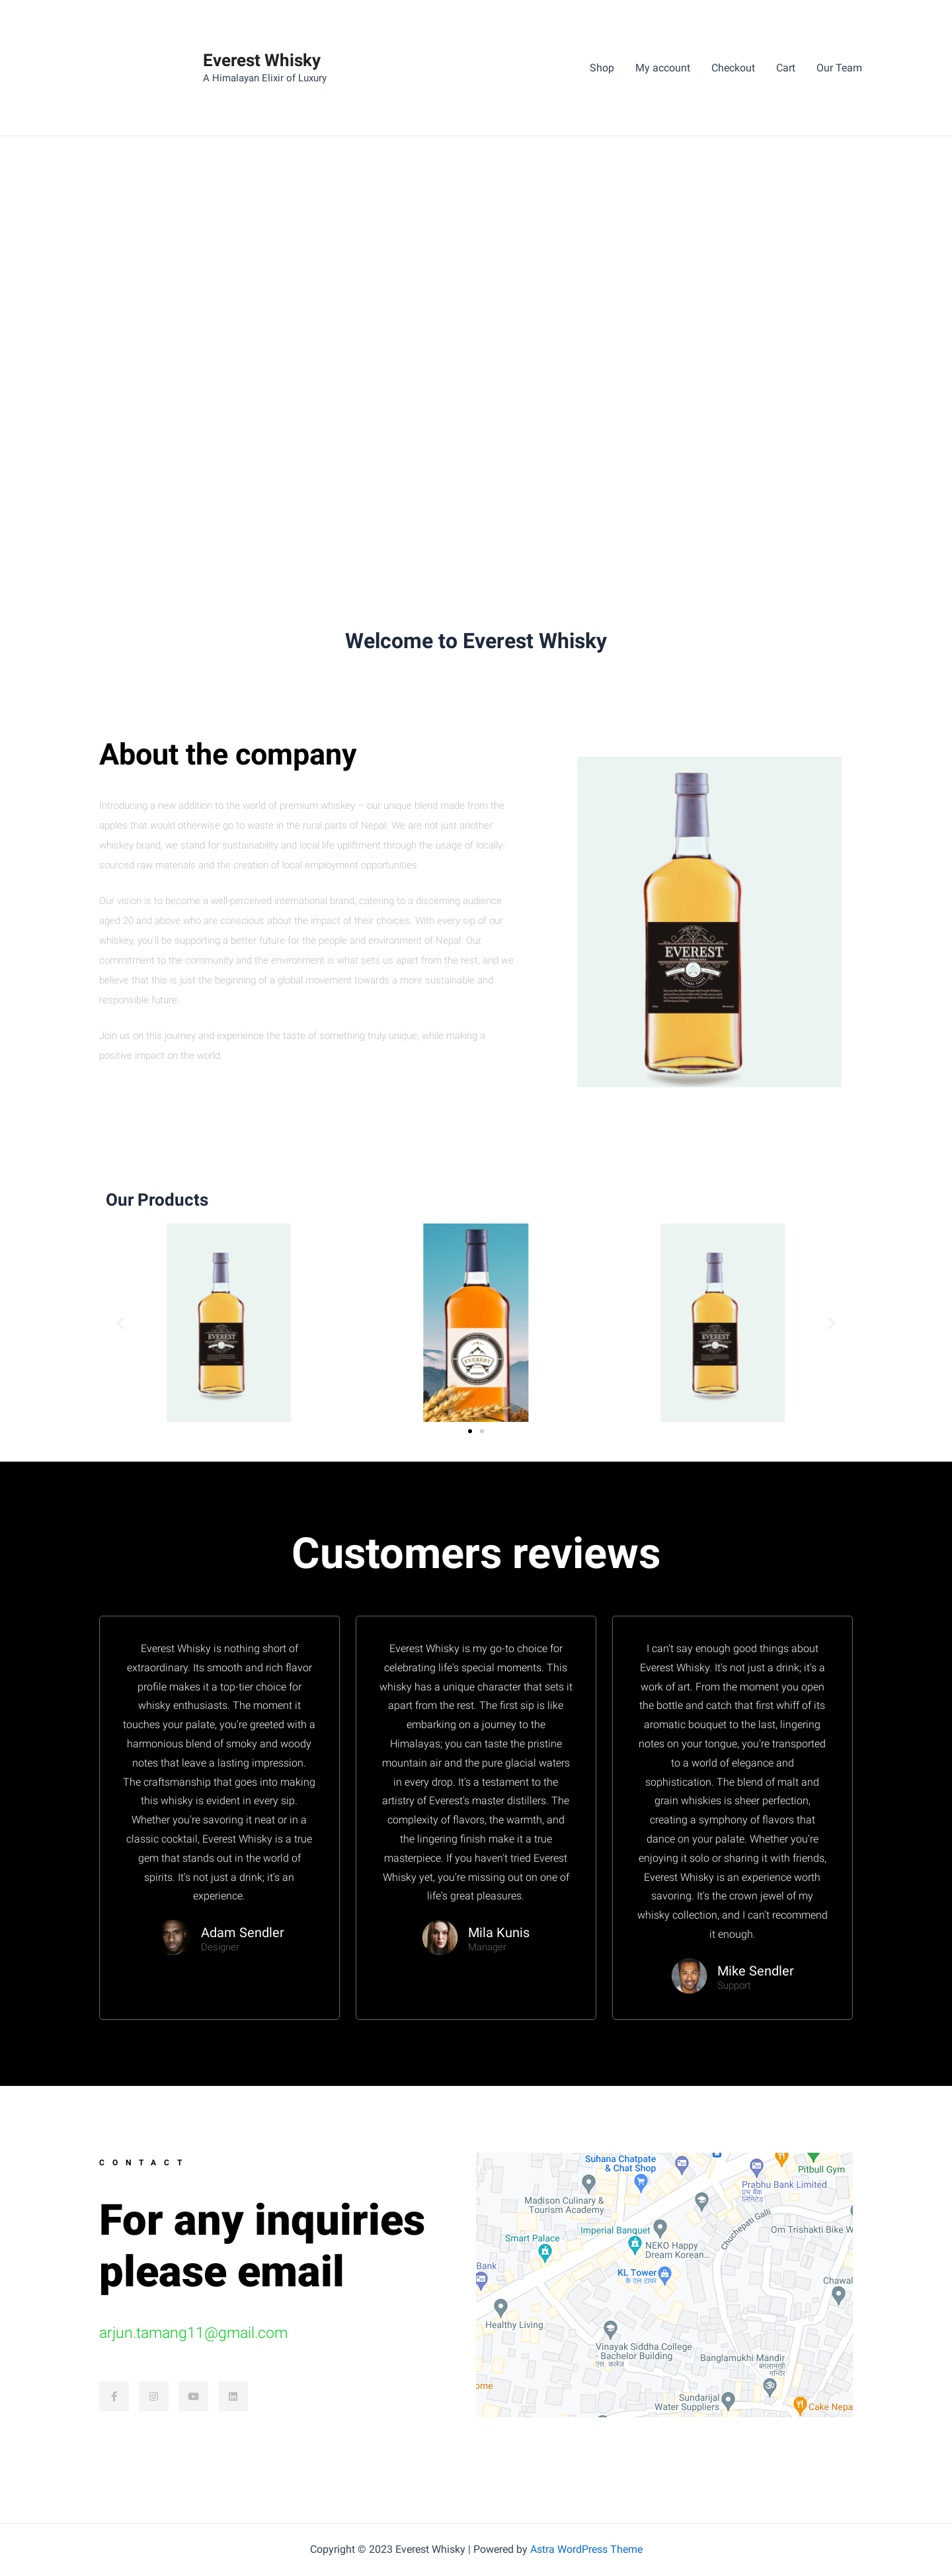 Everest Whisky
A Himalayan Elixir of Luxury
Shop My account Checkout Cart Our Team
Welcome to Everest Whisky
About the company
Introducing a new addition to the world of premium whiskey – our unique blend made from the
apples that would otherwise go to waste in the rural parts of Nepal. We are not just another
whiskey brand, we stand for sustainability and local life upliftment through the usage of locally-
sourced raw materials and the creation of local employment opportunities.
Our vision is to become a well-perceived international brand, catering to a discerning audience
aged 20 and above who are conscious about the impact of their choices. With every sip of our
whiskey, you'll be supporting a better future for the people and environment of Nepal. Our
commitment to the community and the environment is what sets us apart from the rest, and we
believe that this is just the beginning of a global movement towards a more sustainable and
responsible future.
Join us on this journey and experience the taste of something truly unique, while making a
positive impact on the world.
EVEREST
Our Products
EVEREST
EVEREST
EVEREST
Customers reviews
Everest Whisky is nothing short of
extraordinary. Its smooth and rich flavor
profile makes it a top-tier choice for
whisky enthusiasts. The moment it
touches your palate, you're greeted with a
harmonious blend of smoky and woody
notes that leave a lasting impression.
The craftsmanship that goes into making
this whisky is evident in every sip.
Whether you're savoring it neat or in a
classic cocktail, Everest Whisky is a true
gem that stands out in the world of
spirits. It's not just a drink; it's an
experience.
Adam Sendler
Designer
Everest Whisky is my go-to choice for
celebrating life's special moments. This
whisky has a unique character that sets it
apart from the rest. The first sip is like
embarking on a journey to the
Himalayas; you can taste the pristine
mountain air and the pure glacial waters
in every drop. It's a testament to the
artistry of Everest's master distillers. The
complexity of flavors, the warmth, and
the lingering finish make it a true
masterpiece. If you haven't tried Everest
Whisky yet, you're missing out on one of
life's great pleasures.
Mila Kunis
Manager
I can't say enough good things about
Everest Whisky. It's not just a drink; it's a
work of art. From the moment you open
the bottle and catch that first whiff of its
aromatic bouquet to the last, lingering
notes on your tongue, you're transported
to a world of elegance and
sophistication. The blend of malt and
grain whiskies is sheer perfection,
creating a symphony of flavors that
dance on your palate. Whether you're
enjoying it solo or sharing it with friends,
Everest Whisky is an experience worth
savoring. It's the crown jewel of my
whisky collection, and I can't recommend
it enough.
Mike Sendler
Support
CONTACT
For any inquiries
please email
arjun.tamang11@gmail.com
Suhana Chatpate
& Chat Shop
Pitbull Gym
Prabhu Bank Limited
प्रभु बैंक
लिमिटेड
Madison Culinary &
Tourism Academy
Chuchepati Galli
Imperial Banquet
Om Trishakti Bike W
Smart Palace
NEKO Happy
Dream Korean...
Bank
KL Tower
के एल टावर
Chawal
Healthy Living
Vinayak Siddha College
- Bachelor Building
एस. कलेज
Banglamukhi Mandir
बगलामुखी
मन्दिर
ome
Sundarijal
Water Suppliers
Cake Nepa
Copyright © 2023 Everest Whisky | Powered by Astra WordPress Theme